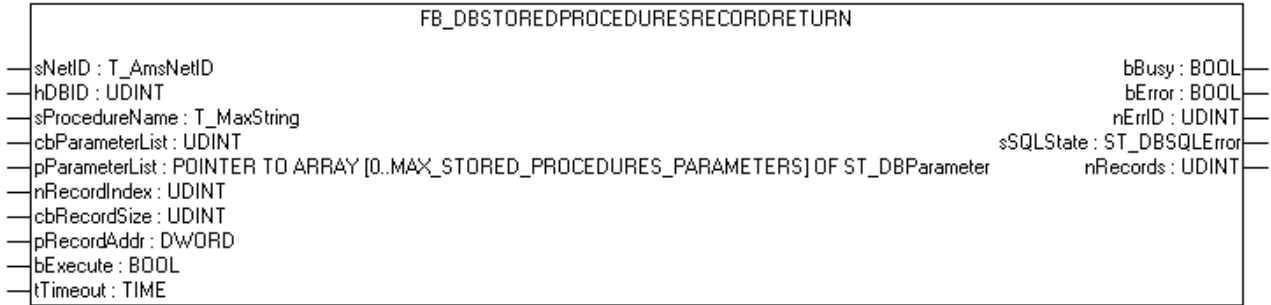 FB_DBSTOREDPROCEDURESRECORDRETURN
sNetID : T_AmsNetID bBusy : BOOL
hDBID : UDINT bError : BOOL
sProcedureName : T_MaxString nErrID : UDINT
cbParameterList : UDINT sSQLState : ST_DBSQLError
pParameterList : POINTER TO ARRAY [0..MAX_STORED_PROCEDURES_PARAMETERS] OF ST_DBParameter nRecords : UDINT
nRecordIndex : UDINT
cbRecordSize : UDINT
pRecordAddr : DWORD
bExecute : BOOL
tTimeout : TIME